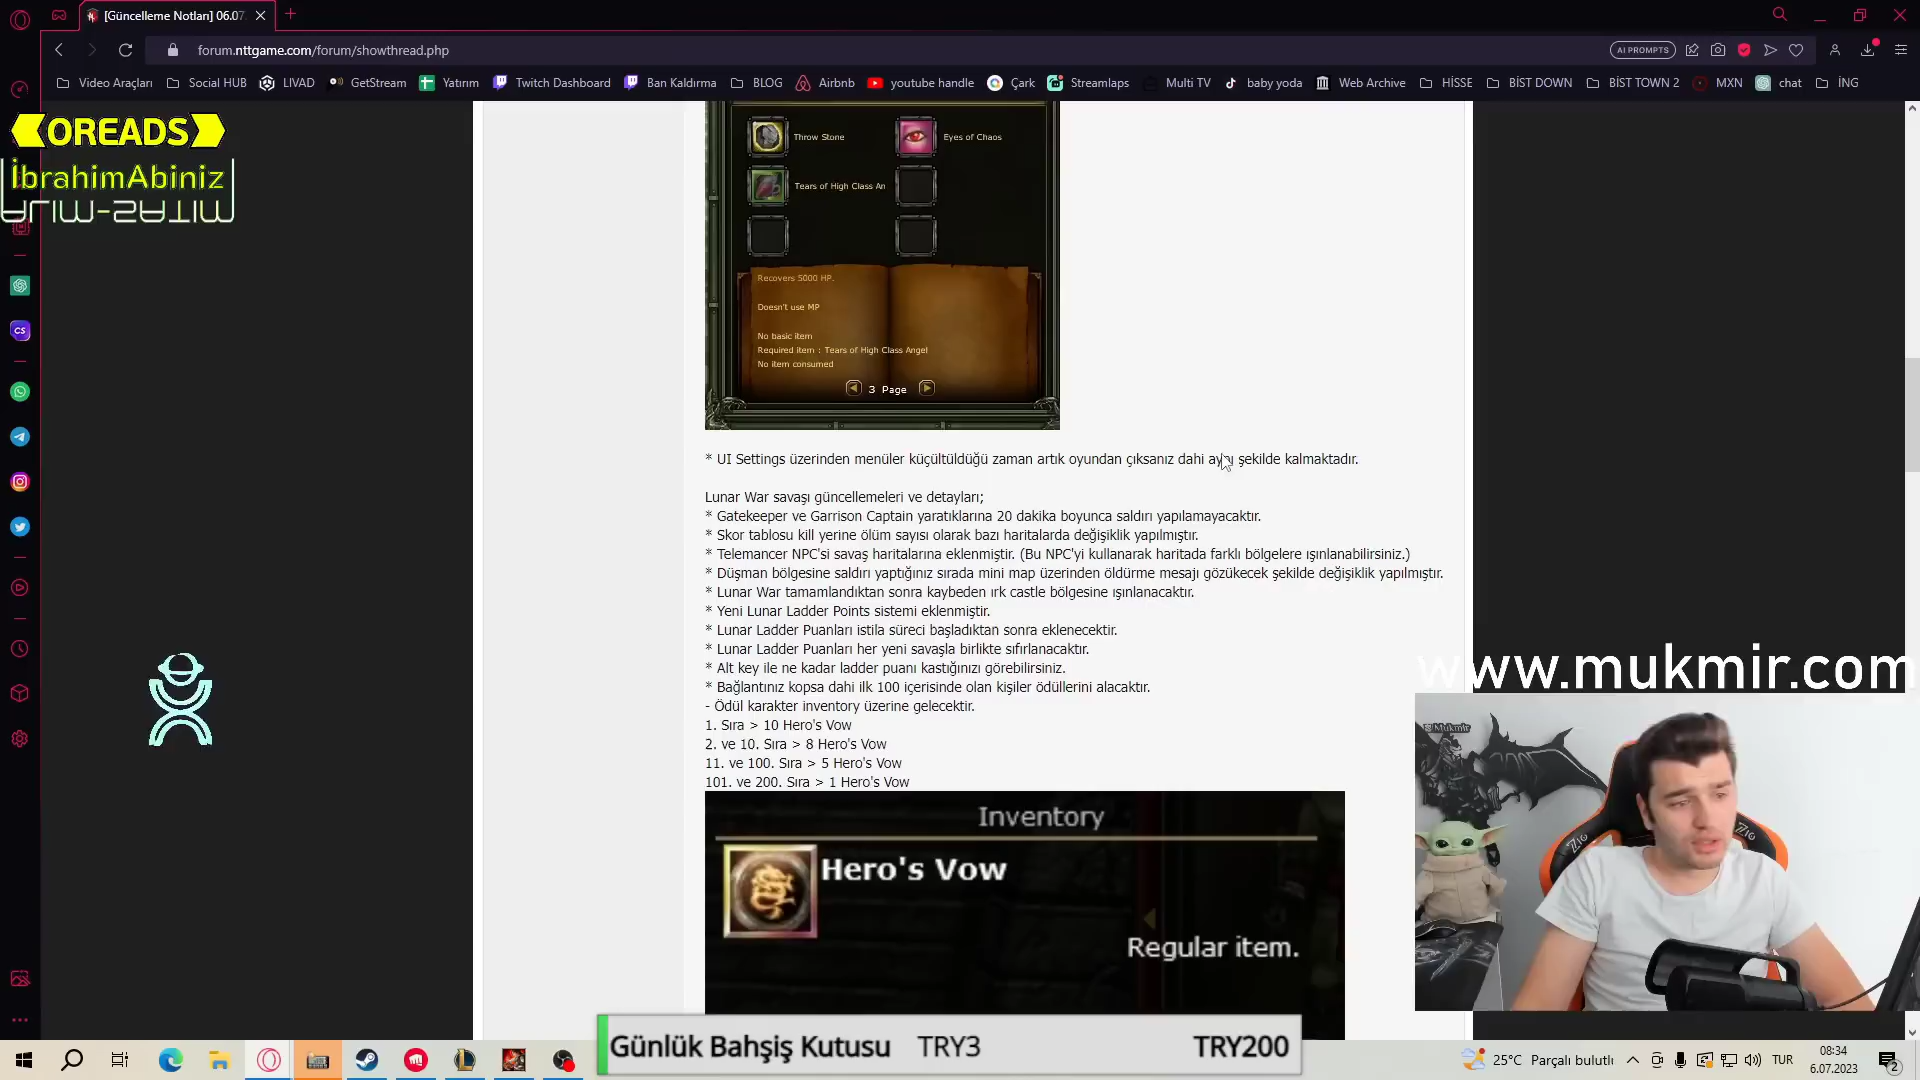 [Güncelleme Notları] 06.07
forum.nttgame.com/forum/showthread.php
AI PROMPTS
Video Araçları
Social HUB
LIVAD
GetStream
Yatırım
Twitch Dashboard
Ban Kaldırma
BLOG
Airbnb
youtube handle
Çark
Streamlaps
Multi TV
baby yoda
Web Archive
HİSSE
BİST DOWN
BİST TOWN 2
MXN
chat
İNG
OREADS
İbrahimAbiniz
ALIM-SATIM
CS
Throw Stone
Eyes of Chaos
Tears of High Class An
Recovers 5000 HP.
Doesn't use MP
No basic item
Required item : Tears of High Class Angel
No item consumed
3 Page
* UI Settings üzerinden menüler küçültüldüğü zaman artık oyundan çıksanız dahi aynı şekilde kalmaktadır.
Lunar War savaşı güncellemeleri ve detayları;
* Gatekeeper ve Garrison Captain yaratıklarına 20 dakika boyunca saldırı yapılamayacaktır.
* Skor tablosu kill yerine ölüm sayısı olarak bazı haritalarda değişiklik yapılmıştır.
* Telemancer NPC'si savaş haritalarına eklenmiştir. (Bu NPC'yi kullanarak haritada farklı bölgelere ışınlanabilirsiniz.)
* Düşman bölgesine saldırı yaptığınız sırada mini map üzerinden öldürme mesajı gözükecek şekilde değişiklik yapılmıştır.
* Lunar War tamamlandıktan sonra kaybeden ırk castle bölgesine ışınlanacaktır.
* Yeni Lunar Ladder Points sistemi eklenmiştir.
* Lunar Ladder Puanları istila süreci başladıktan sonra eklenecektir.
* Lunar Ladder Puanları her yeni savaşla birlikte sıfırlanacaktır.
* Alt key ile ne kadar ladder puanı kastığınızı görebilirsiniz.
* Bağlantınız kopsa dahi ilk 100 içerisinde olan kişiler ödüllerini alacaktır.
- Ödül karakter inventory üzerine gelecektir.
1. Sıra > 10 Hero's Vow
2. ve 10. Sıra > 8 Hero's Vow
11. ve 100. Sıra > 5 Hero's Vow
101. ve 200. Sıra > 1 Hero's Vow
Inventory
Hero's Vow
Regular item.
www.mukmir.com
Mukmir
ZIG
Günlük Bahşiş Kutusu TRY3 TRY200
25°C Parçalı bulutlu
TUR
08:34
6.07.2023
2